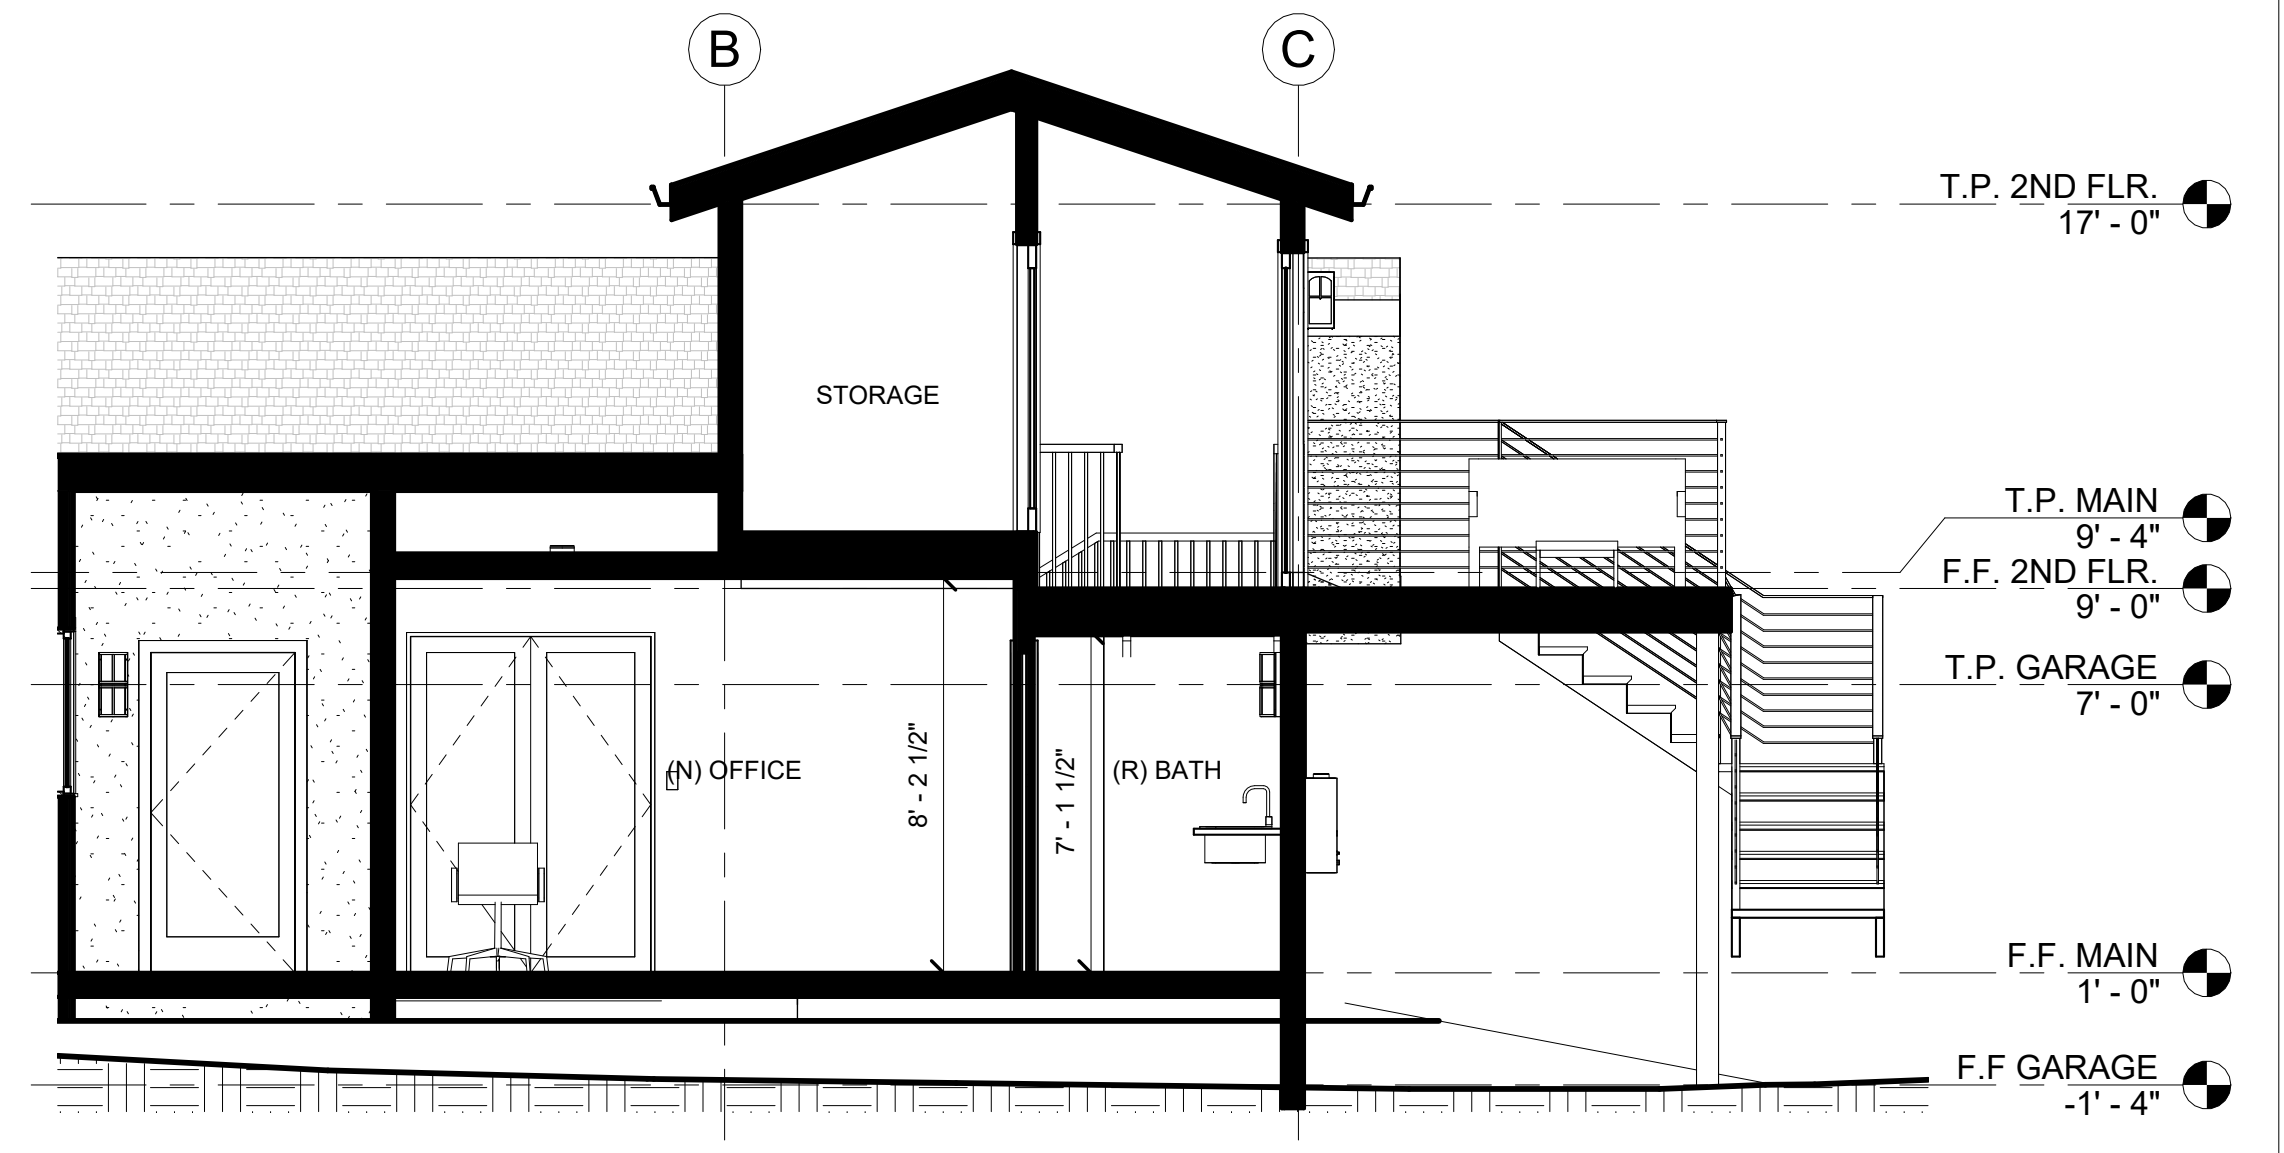 B
C
T.P. 2ND FLR.
17' - 0"
STORAGE
T.P. MAIN
9' - 4"
F.F. 2ND FLR.
9' - 0"
T.P. GARAGE
7' - 0"
(N) OFFICE
8' - 2 1/2"
7' - 1 1/2"
(R) BATH
F.F. MAIN
1' - 0"
F.F GARAGE
-1' - 4"